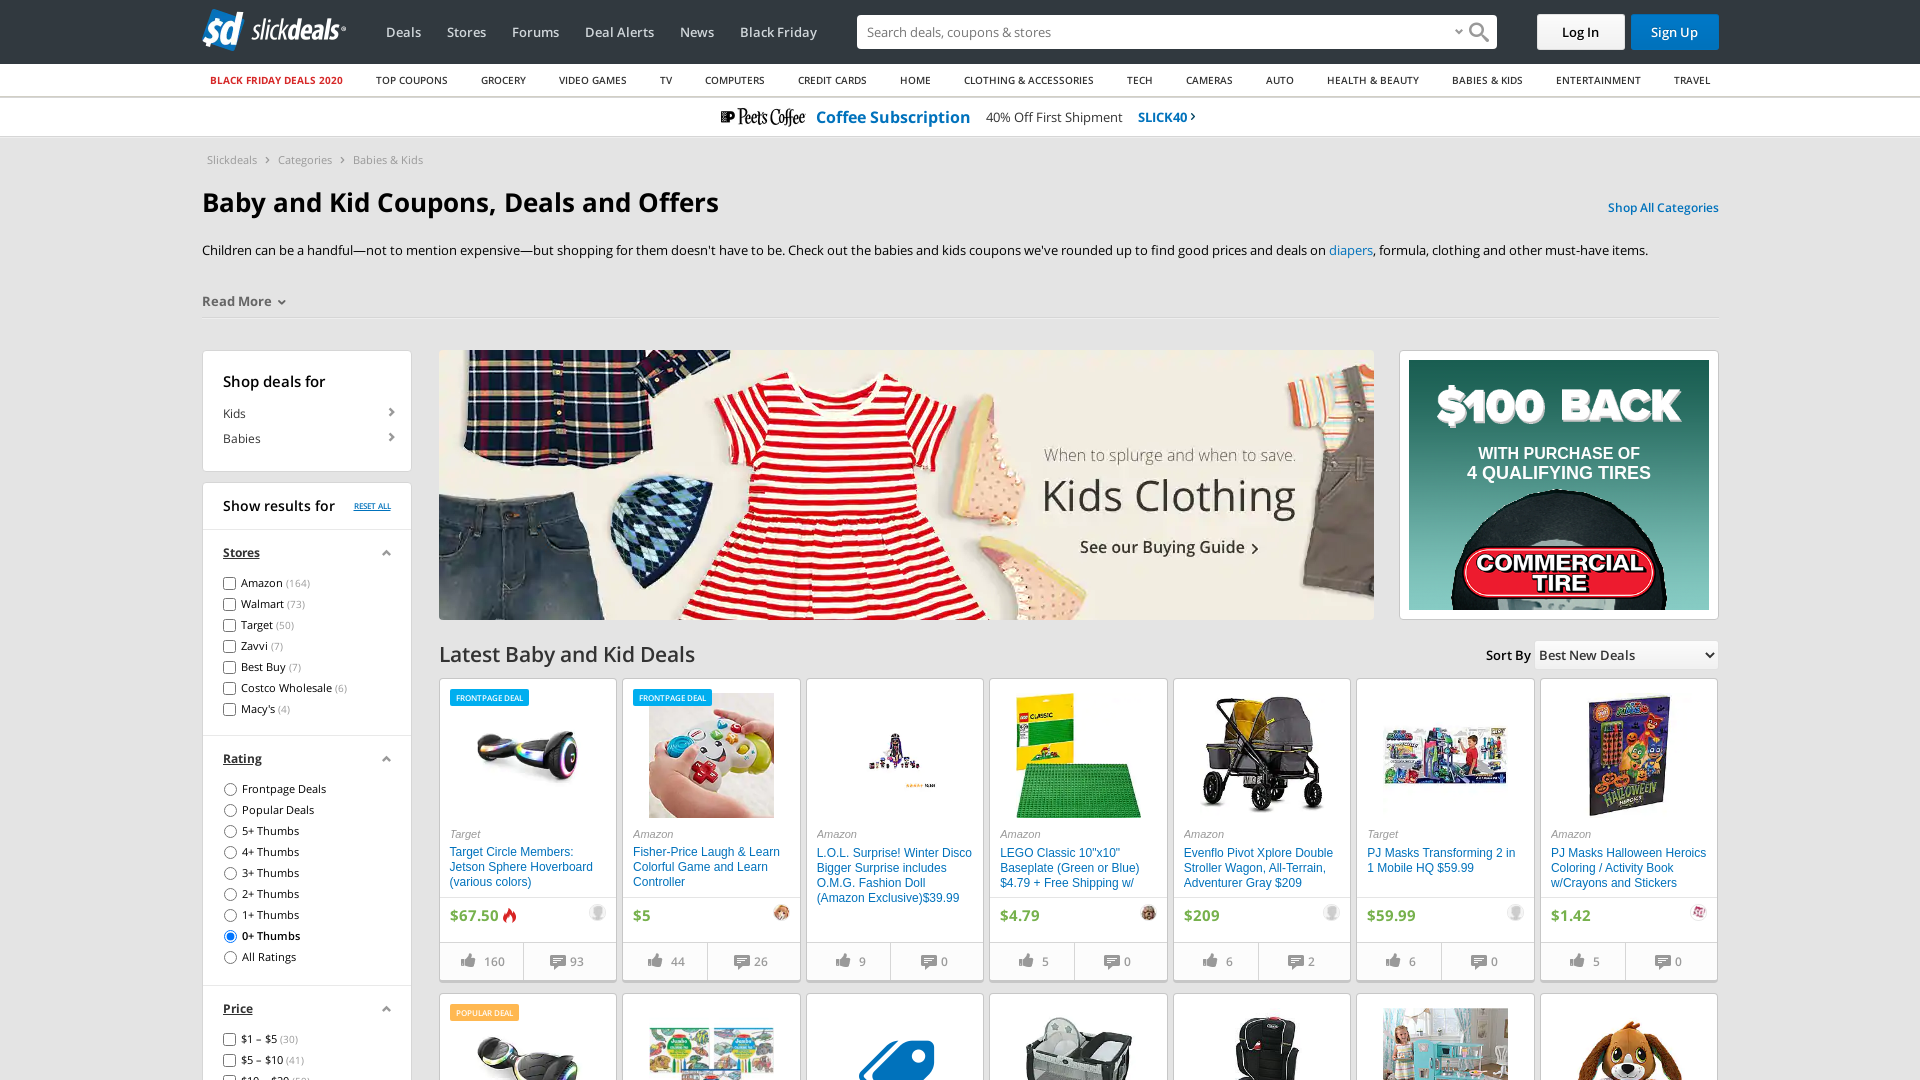 slickdeals
Deals
Stores
Forums
Deal Alerts
News
Black Friday
Search deals, coupons & stores
Log In
Sign Up
BLACK FRIDAY DEALS 2020
TOP COUPONS
GROCERY
VIDEO GAMES
TV
COMPUTERS
CREDIT CARDS
HOME
CLOTHING & ACCESSORIES
TECH
CAMERAS
AUTO
HEALTH & BEAUTY
BABIES & KIDS
ENTERTAINMENT
TRAVEL
Peet's Coffee Coffee Subscription 40% Off First Shipment SLICK40
Slickdeals > Categories > Babies & Kids
Baby and Kid Coupons, Deals and Offers
Shop All Categories
Children can be a handful—not to mention expensive—but shopping for them doesn't have to be. Check out the babies and kids coupons we've rounded up to find good prices and deals on diapers, formula, clothing and other must-have items.
Read More
Shop deals for
Kids
Babies
Show results for RESET ALL
Stores
Amazon (164)
Walmart (73)
Target (50)
Zavvi (7)
Best Buy (7)
Costco Wholesale (6)
Macy's (4)
Rating
Frontpage Deals
Popular Deals
5+ Thumbs
4+ Thumbs
3+ Thumbs
2+ Thumbs
1+ Thumbs
0+ Thumbs
All Ratings
Price
$1 – $5 (30)
$5 – $10 (41)
When to splurge and when to save.
Kids Clothing
See our Buying Guide >
$100 BACK
WITH PURCHASE OF
4 QUALIFYING TIRES
COMMERCIAL
TIRE
Latest Baby and Kid Deals
Sort By Best New Deals
FRONTPAGE DEAL
Target
Target Circle Members:
Jetson Sphere Hoverboard
(various colors)
$67.50
160
93
FRONTPAGE DEAL
Amazon
Fisher-Price Laugh & Learn
Colorful Game and Learn
Controller
$5
44
26
Amazon
L.O.L. Surprise! Winter Disco
Bigger Surprise includes
O.M.G. Fashion Doll
(Amazon Exclusive)$39.99
9
0
CLASSIC
Amazon
LEGO Classic 10"x10"
Baseplate (Green or Blue)
$4.79 + Free Shipping w/
$4.79
5
0
Amazon
Evenflo Pivot Xplore Double
Stroller Wagon, All-Terrain,
Adventurer Gray $209
$209
6
2
Target
PJ Masks Transforming 2 in
1 Mobile HQ $59.99
$59.99
6
0
HALLOWEEN
HEROICS
Amazon
PJ Masks Halloween Heroics
Coloring / Activity Book
w/Crayons and Stickers
$1.42
5
0
POPULAR DEAL